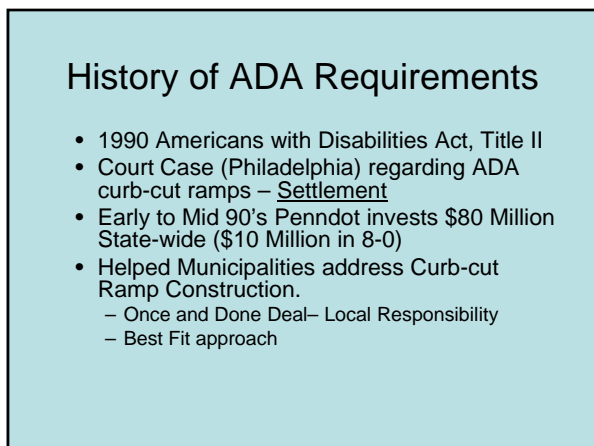 History of ADA Requirements
• 1990 Americans with Disabilities Act, Title II
• Court Case (Philadelphia) regarding ADA
curb-cut ramps – Settlement
• Early to Mid 90's Penndot invests $80 Million
State-wide ($10 Million in 8-0)
• Helped Municipalities address Curb-cut
Ramp Construction.
– Once and Done Deal– Local Responsibility
– Best Fit approach